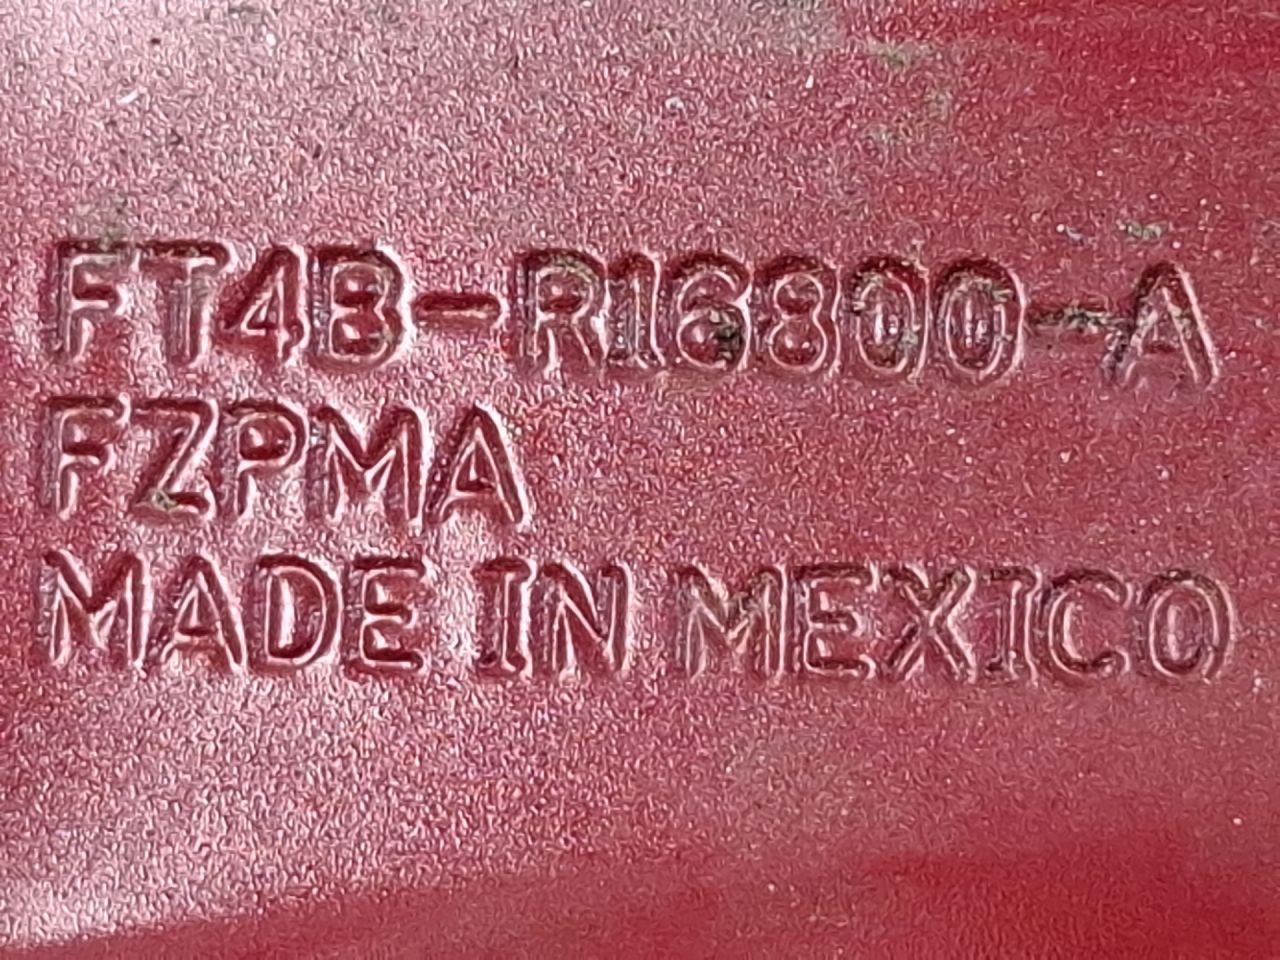 FT4B-R16800-A
FZPMA
MADE IN MEXICO